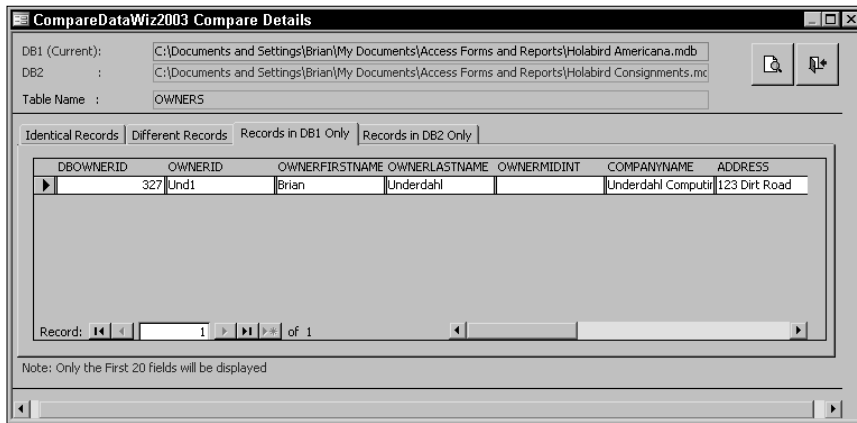 CompareDataWiz2003 Compare Details
DB1 (Current): C:\Documents and Settings\Brian\My Documents\Access Forms and Reports\Holabird Americana.mdb
DB2 : C:\Documents and Settings\Brian\My Documents\Access Forms and Reports\Holabird Consignments.mc
Table Name : OWNERS
Identical Records Different Records Records in DB1 Only Records in DB2 Only
DBOWNERID OWNERID OWNERFIRSTNAME OWNERLASTNAME OWNERMIDINT COMPANYNAME ADDRESS
327 Und1 Brian Underdahl Underdahl Computin 123 Dirt Road
Record: 1 of 1
Note: Only the First 20 fields will be displayed